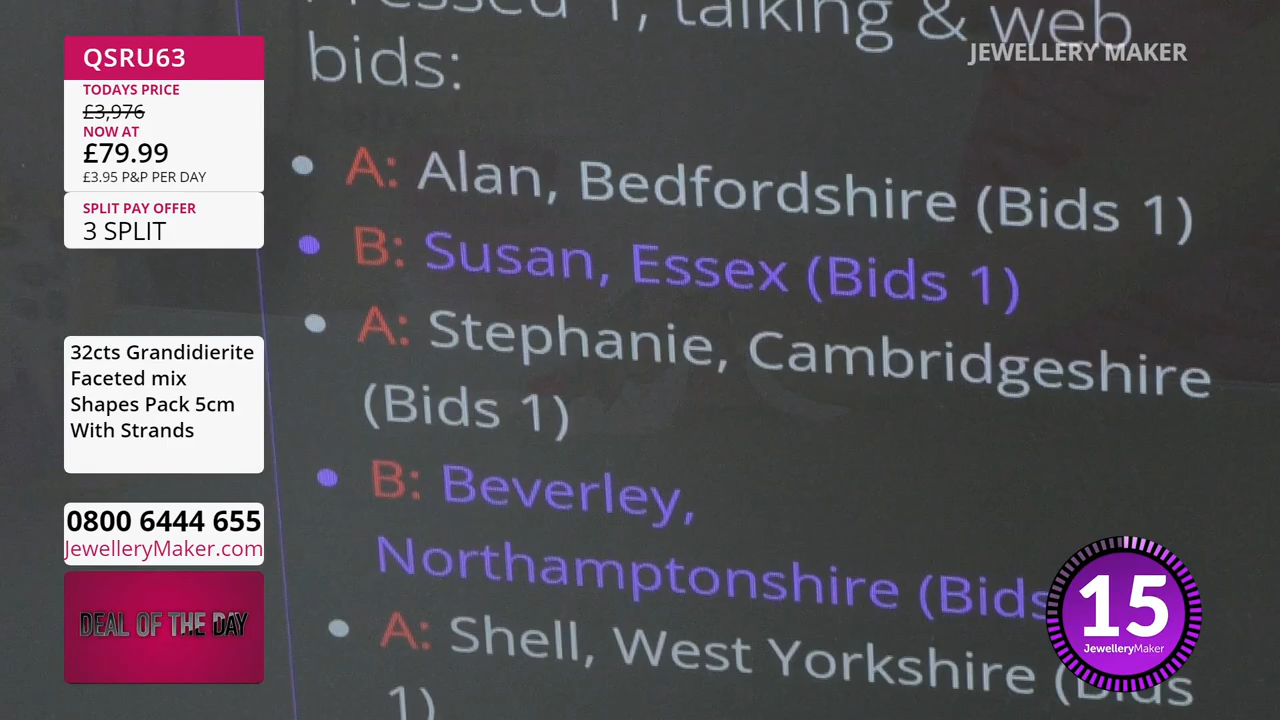 QSRU63
TODAYS PRICE
£3,976
NOW AT
£79.99
£3.95 P&P PER DAY
SPLIT PAY OFFER
3 SPLIT
32cts Grandidierite
Faceted mix
Shapes Pack 5cm
With Strands
0800 6444 655
JewelleryMaker.com
DEAL OF THE DAY
1, talking & web
bids:
JEWELLERY MAKER
• A: Alan, Bedfordshire (Bids 1)
• B: Susan, Essex (Bids 1)
• A: Stephanie, Cambridgeshire
(Bids 1)
• B: Beverley,
Northamptonshire (Bids
• A: Shell, West Yorkshire (Bids
1)
15
JewelleryMaker